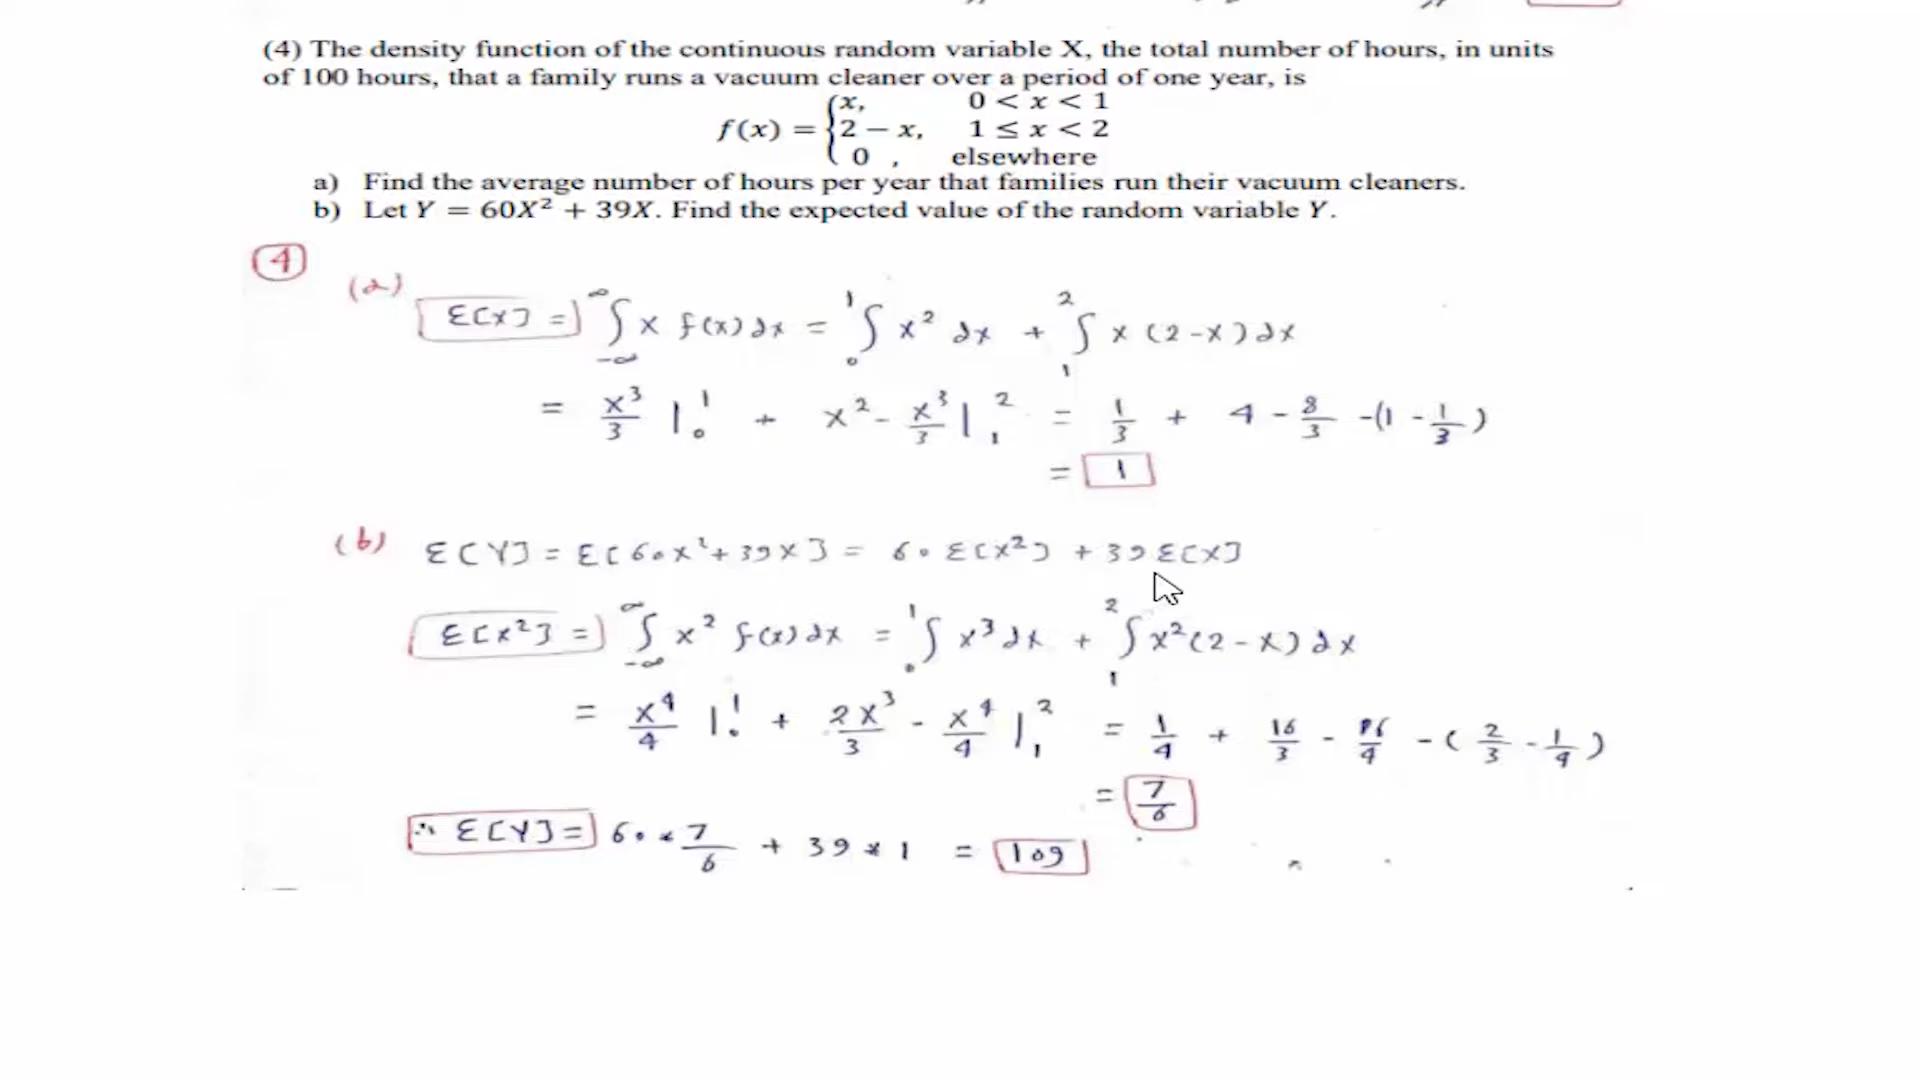 (4) The density function of the continuous random variable X, the total number of hours, in units
of 100 hours, that a family runs a vacuum cleaner over a period of one year, is
f(x) = { x, 0 < x < 1
2 − x, 1 ≤ x < 2
0 , elsewhere
a) Find the average number of hours per year that families run their vacuum cleaners.
b) Let Y = 60X² + 39X. Find the expected value of the random variable Y.
4
(a)
E[X] = ∫_{-∞}^{∞} x f(x) dx = ∫_0^1 x² dx + ∫_1^2 x (2-x) dx
= x³/3 |_0^1 + x² - x³/3 |_1^2 = 1/3 + 4 - 8/3 -(1 - 1/3)
= 1
(b) E[Y] = E[60x² + 39X] = 60 E[X²] + 39 E[X]
E[X²] = ∫_{-∞}^{∞} x² f(x) dx = ∫_0^1 x³ dx + ∫_1^2 x² (2-x) dx
= x⁴/4 |_0^1 + 2x³/3 - x⁴/4 |_1^2 = 1/4 + 16/3 - 16/4 - (2/3 - 1/4)
= 7/6
∴ E[Y] = 60 * 7/6 + 39 * 1 = 109